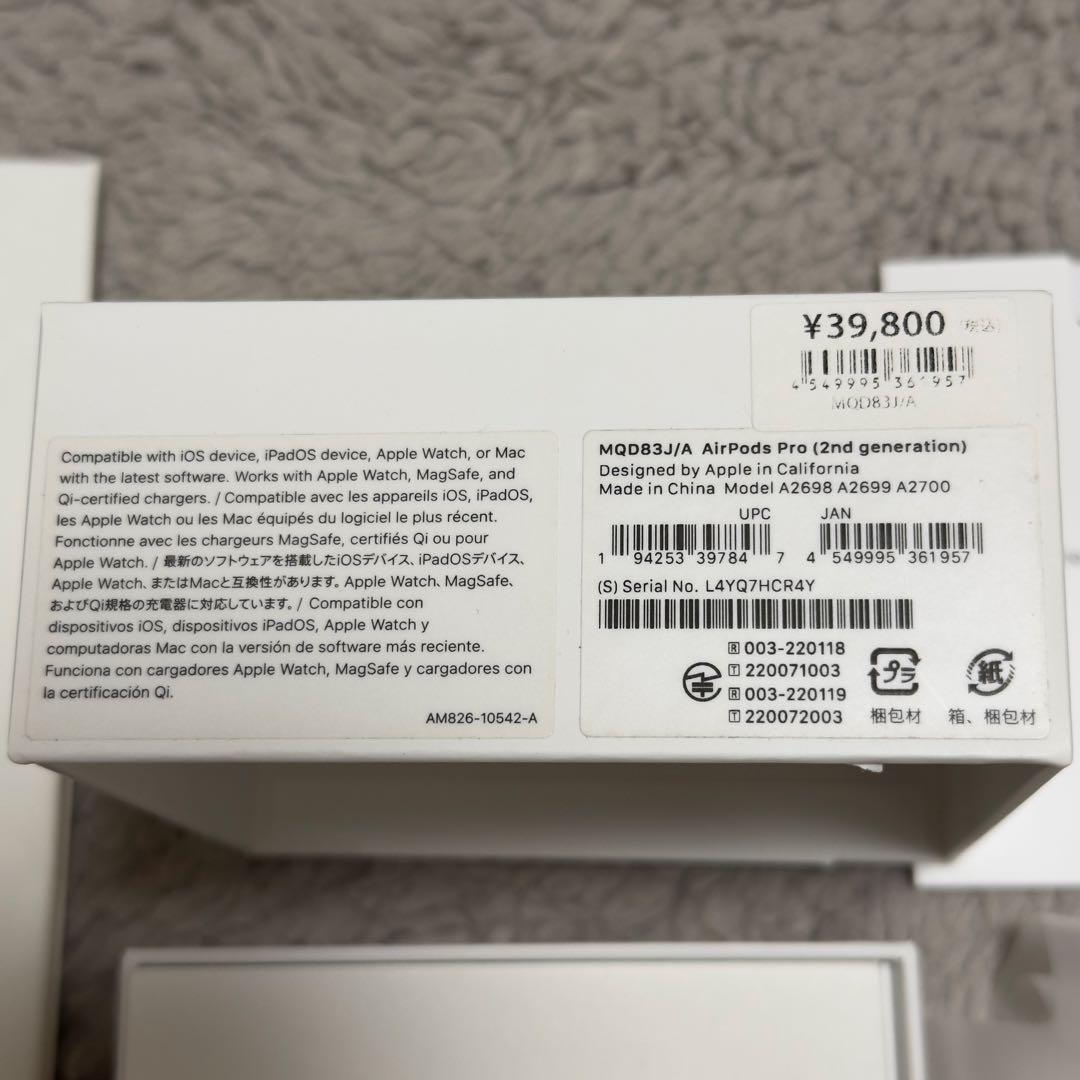 ¥39,800 (税込)
4 549995 361957
MQD83J/A
Compatible with iOS device, iPadOS device, Apple Watch, or Mac
with the latest software. Works with Apple Watch, MagSafe, and
Qi-certified chargers. / Compatible avec les appareils iOS, iPadOS,
les Apple Watch ou les Mac équipés du logiciel le plus récent.
Fonctionne avec les chargeurs MagSafe, certifiés Qi ou pour
Apple Watch. / 最新のソフトウェアを搭載したiOSデバイス、iPadOSデバイス、
Apple Watch、またはMacと互換性があります。Apple Watch、MagSafe、
およびQi規格の充電器に対応しています。/ Compatible con
dispositivos iOS, dispositivos iPadOS, Apple Watch y
computadoras Mac con la versión de software más reciente.
Funciona con cargadores Apple Watch, MagSafe y cargadores con
la certificación Qi.
AM826-10542-A
MQD83J/A AirPods Pro (2nd generation)
Designed by Apple in California
Made in China Model A2698 A2699 A2700
UPC JAN
1 94253 39784 7 4 549995 361957
(S) Serial No. L4YQ7HCR4Y
R 003-220118
T 220071003
R 003-220119
T 220072003
プラ 紙
梱包材 箱、梱包材